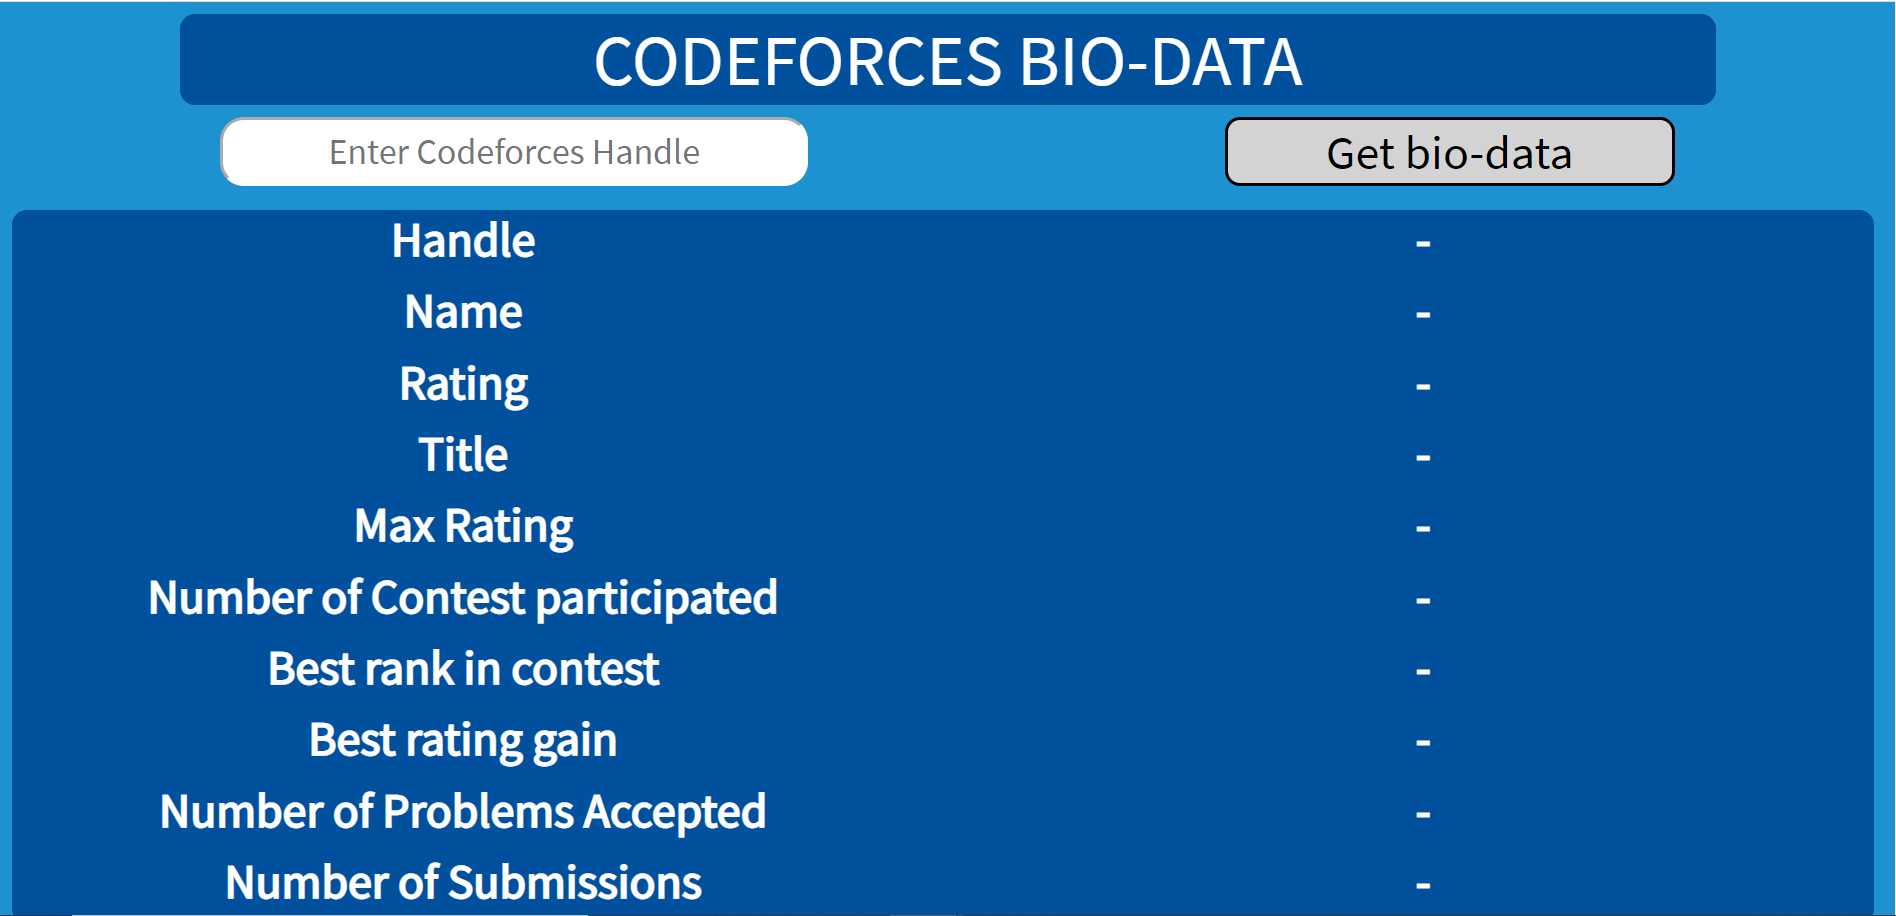 CODEFORCES BIO-DATA
Enter Codeforces Handle
Get bio-data
Handle -
Name -
Rating -
Title -
Max Rating -
Number of Contest participated -
Best rank in contest -
Best rating gain -
Number of Problems Accepted -
Number of Submissions -